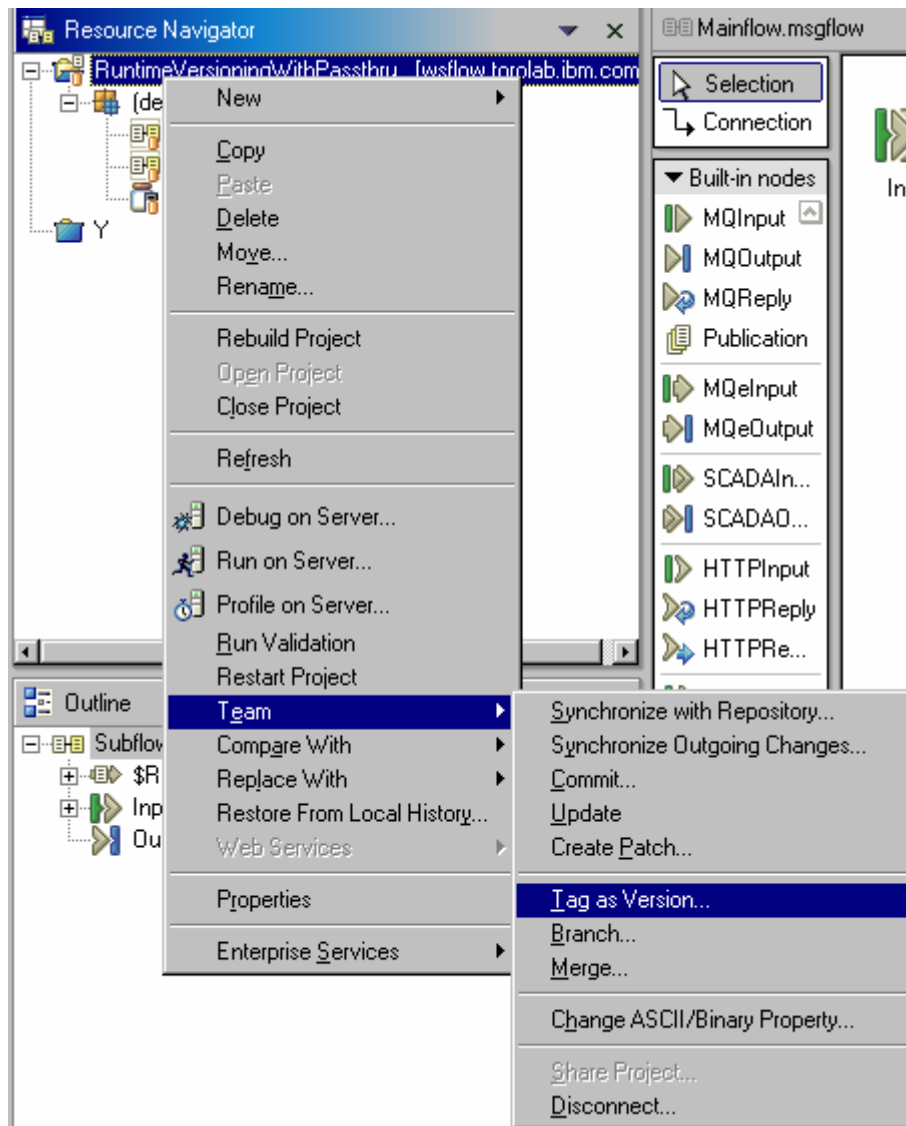 Resource Navigator
RuntimeVersioningWithPassthru [wsflow.torolab.ibm.com
(de
Y
New
Copy
Paste
Delete
Move...
Rename...
Rebuild Project
Open Project
Close Project
Refresh
Debug on Server...
Run on Server...
Profile on Server...
Run Validation
Restart Project
Team
Compare With
Replace With
Restore From Local History...
Web Services
Properties
Enterprise Services
Outline
Subflow
$R
Inp
Ou
Mainflow.msgflow
Selection
Connection
Built-in nodes
MQInput
MQOutput
MQReply
Publication
MQeInput
MQeOutput
SCADAIn...
SCADAO...
HTTPInput
HTTPReply
HTTPRe...
In
Synchronize with Repository...
Synchronize Outgoing Changes...
Commit...
Update
Create Patch...
Tag as Version...
Branch...
Merge...
Change ASCII/Binary Property...
Share Project...
Disconnect...